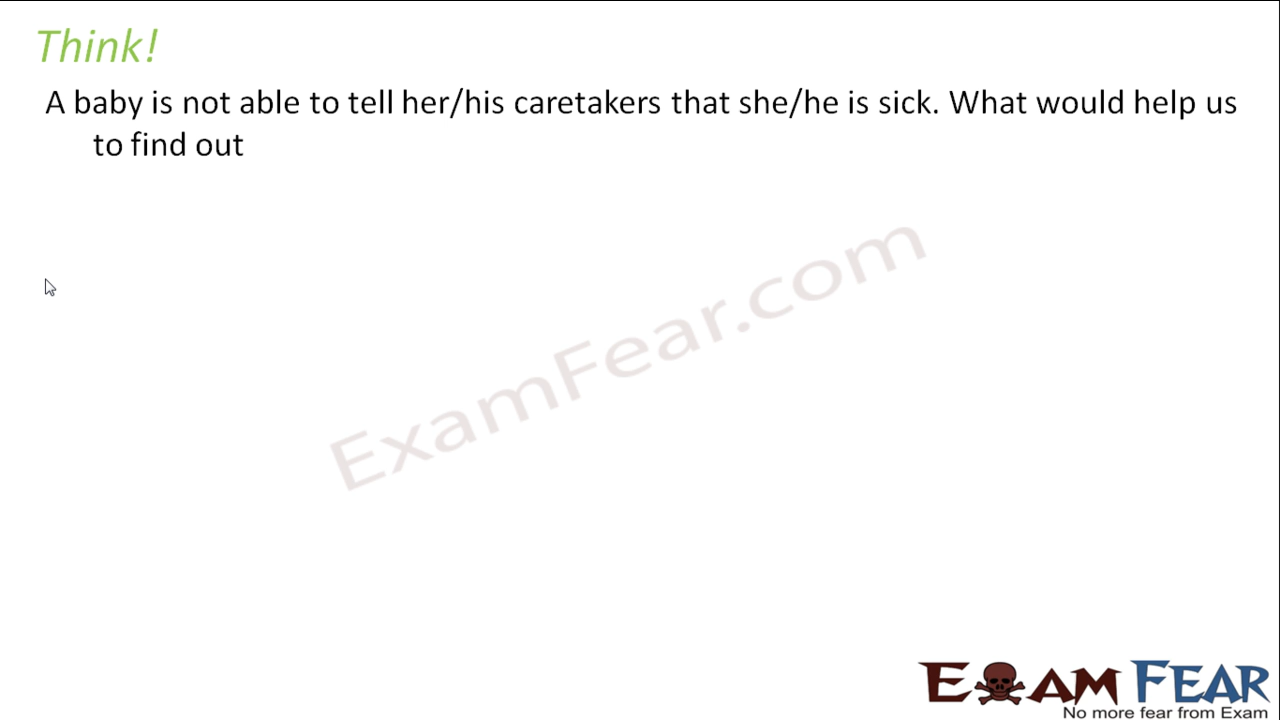 Think!
A baby is not able to tell her/his caretakers that she/he is sick. What would help us
to find out
ExamFear.com
EXAM FEAR
No more fear from Exam